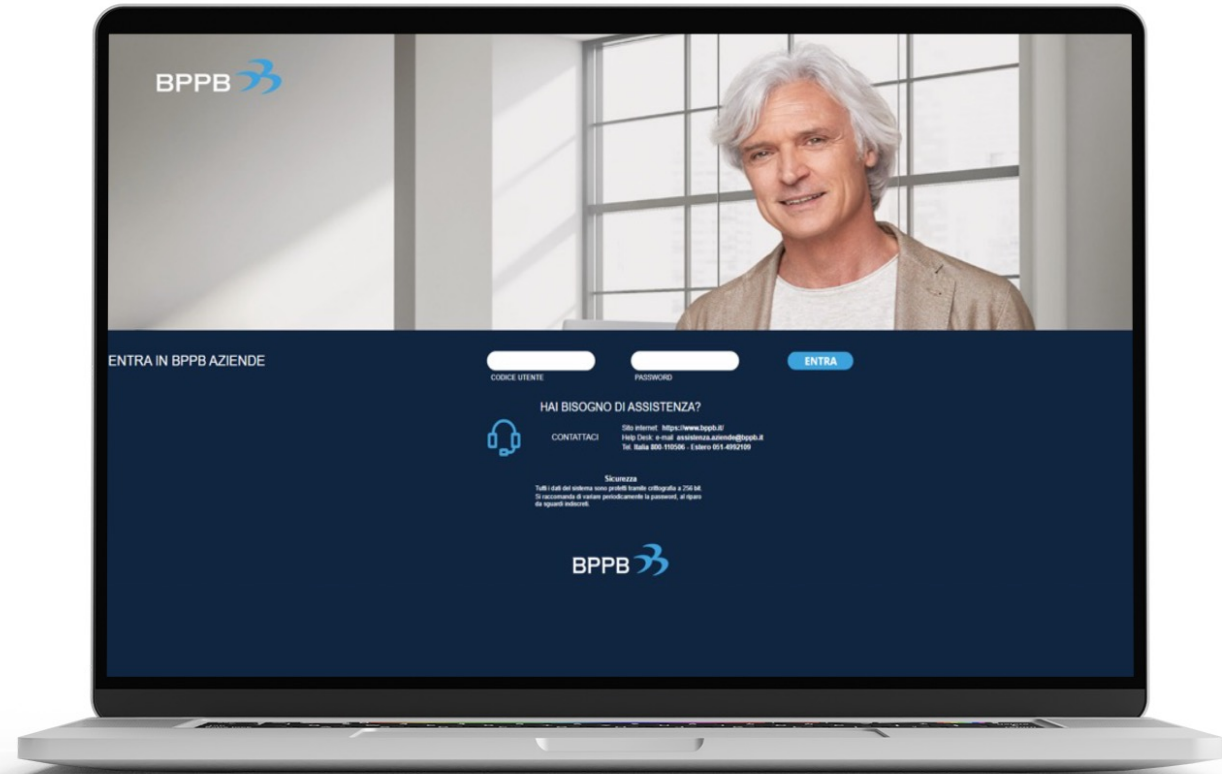 BPPB
ENTRA IN BPPB AZIENDE
CODICE UTENTE
PASSWORD
ENTRA
HAI BISOGNO DI ASSISTENZA?
CONTATTACI
Sito internet: https://www.bppb.it/
Help Desk: e-mail assistenza.aziende@bppb.it
Tel. Italia 800-110506 - Estero 051-4992109
Sicurezza
Tutti i dati del sistema sono protetti tramite crittografia a 256 bit.
Si raccomanda di variare periodicamente la password, al riparo
da sguardi indiscreti.
BPPB